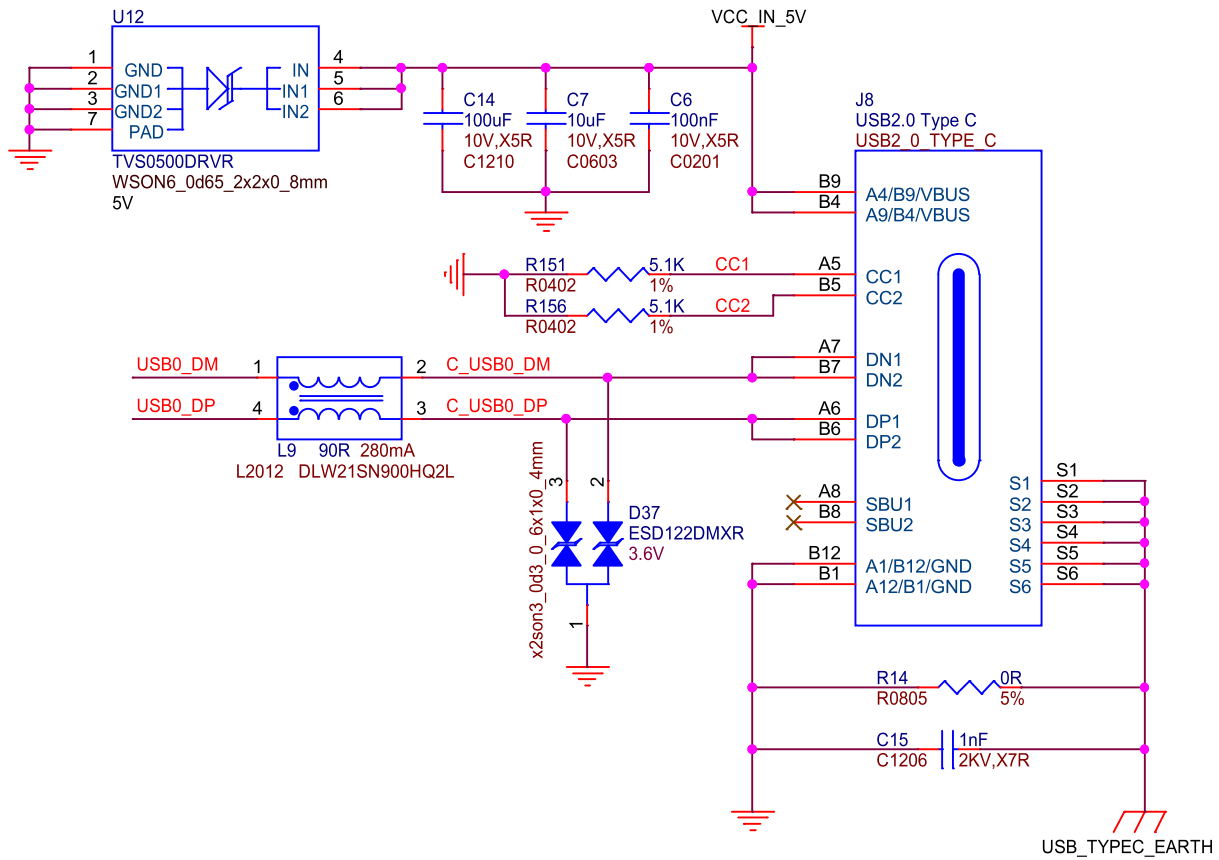 U12
1
2
3
7
GND
GND1
GND2
PAD
IN
IN1
IN2
4
5
6
TVS0500DRVR
WSON6_0d65_2x2x0_8mm
5V
VCC_IN_5V
C14
100uF
10V,X5R
C1210
C7
10uF
10V,X5R
C0603
C6
100nF
10V,X5R
C0201
J8
USB2.0 Type C
USB2_0_TYPE_C
B9
A4/B9/VBUS
B4
A9/B4/VBUS
R151
5.1K
CC1
R0402
1%
R156
5.1K
CC2
R0402
1%
A5
CC1
B5
CC2
USB0_DM
1
2
C_USB0_DM
USB0_DP
4
3
C_USB0_DP
L9
90R
280mA
L2012
DLW21SN900HQ2L
A7
DN1
B7
DN2
A6
DP1
B6
DP2
x2son3_0d3_0_6x1x0_4mm
3
2
1
D37
ESD122DMXR
3.6V
A8
SBU1
B8
SBU2
B12
A1/B12/GND
B1
A12/B1/GND
S1
S2
S3
S4
S5
S6
S1
S2
S3
S4
S5
S6
R14
0R
R0805
5%
C15
1nF
C1206
2KV,X7R
USB_TYPEC_EARTH